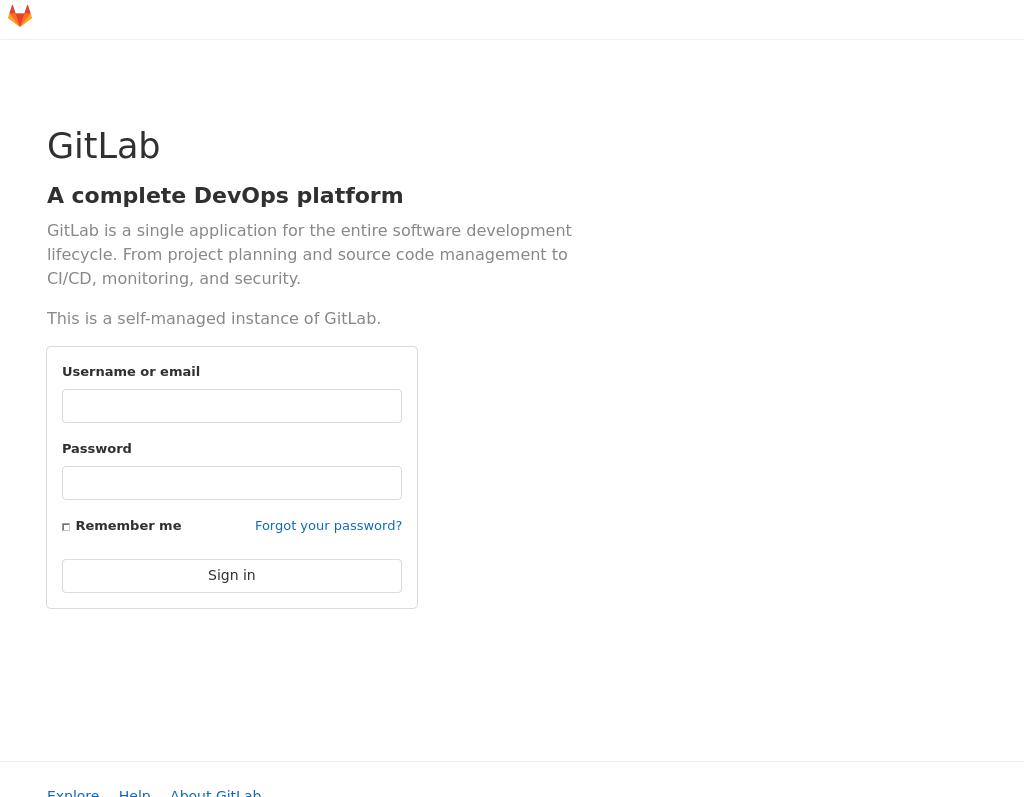 GitLab
A complete DevOps platform
GitLab is a single application for the entire software development
lifecycle. From project planning and source code management to
CI/CD, monitoring, and security.
This is a self-managed instance of GitLab.
Username or email
Password
Remember me Forgot your password?
Sign in
Explore Help About GitLab